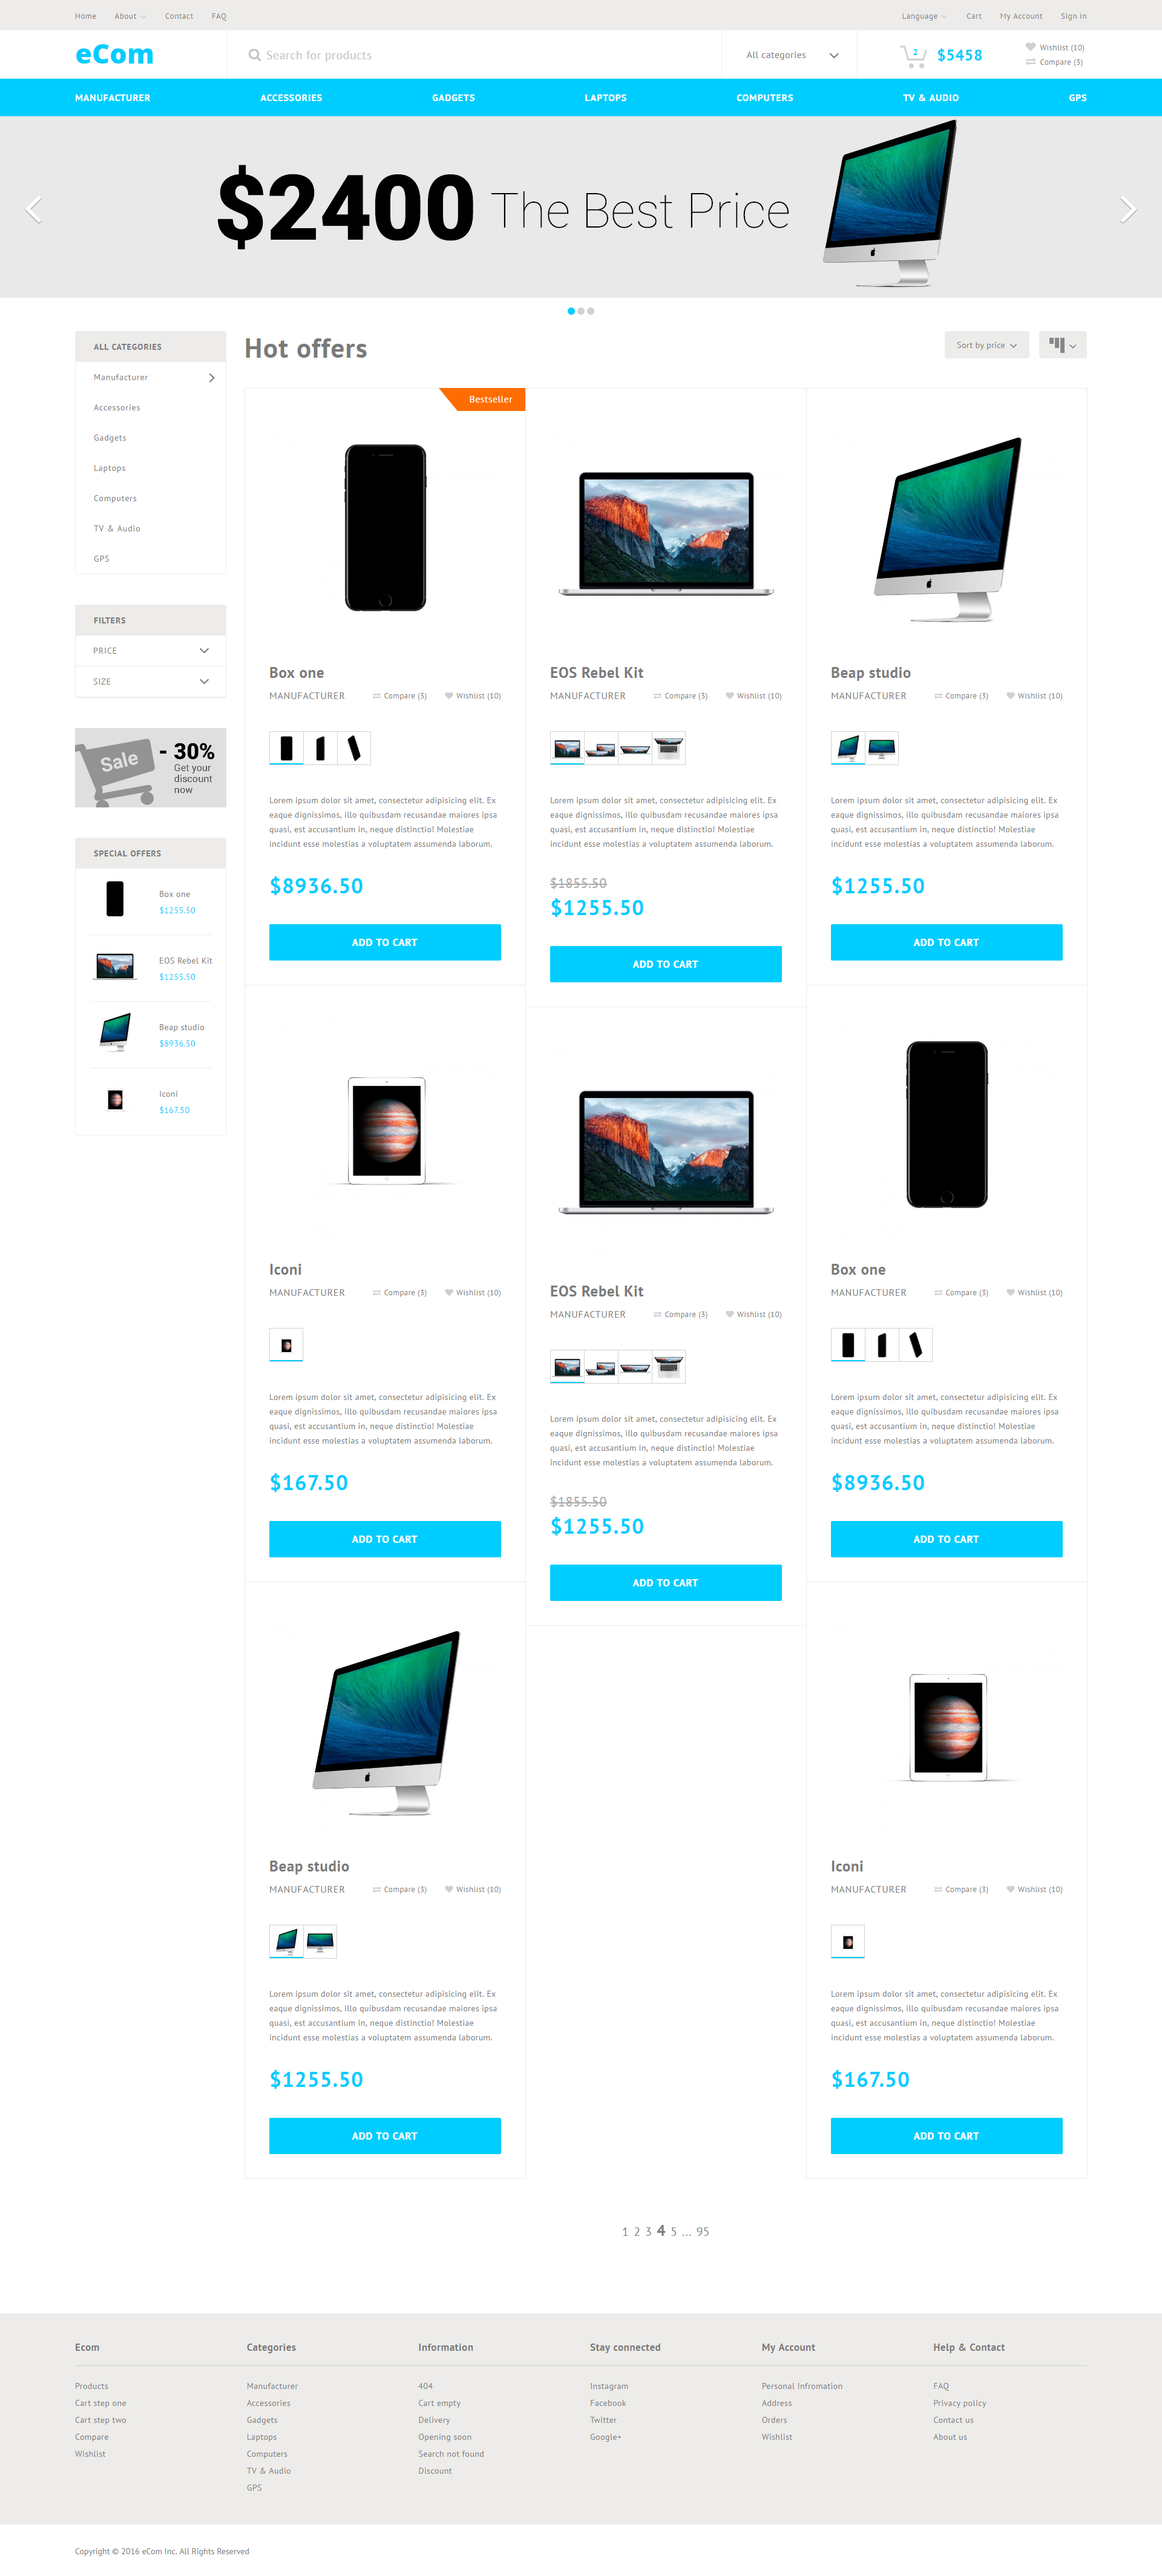 Home About Contact FAQ Language Cart My Account Sign in
eCom Search for products All categories 2 $5458 Wishlist (10)
Compare (3)
MANUFACTURER ACCESSORIES GADGETS LAPTOPS COMPUTERS TV & AUDIO GPS
$2400 The Best Price
ALL CATEGORIES
Manufacturer
Accessories
Gadgets
Laptops
Computers
TV & Audio
GPS
FILTERS
PRICE
SIZE
Sale - 30%
Get your
discount
now
SPECIAL OFFERS
Box one
$1255.50
EOS Rebel Kit
$1255.50
Beap studio
$8936.50
Iconi
$167.50
Hot offers Sort by price
Bestseller
Box one
MANUFACTURER Compare (3) Wishlist (10)
Lorem ipsum dolor sit amet, consectetur adipisicing elit. Ex
eaque dignissimos, illo quibusdam recusandae maiores ipsa
quasi, est accusantium in, neque distinctio! Molestiae
incidunt esse molestias a voluptatem assumenda laborum.
$8936.50
ADD TO CART
EOS Rebel Kit
MANUFACTURER Compare (3) Wishlist (10)
Lorem ipsum dolor sit amet, consectetur adipisicing elit. Ex
eaque dignissimos, illo quibusdam recusandae maiores ipsa
quasi, est accusantium in, neque distinctio! Molestiae
incidunt esse molestias a voluptatem assumenda laborum.
$1855.50
$1255.50
ADD TO CART
Beap studio
MANUFACTURER Compare (3) Wishlist (10)
Lorem ipsum dolor sit amet, consectetur adipisicing elit. Ex
eaque dignissimos, illo quibusdam recusandae maiores ipsa
quasi, est accusantium in, neque distinctio! Molestiae
incidunt esse molestias a voluptatem assumenda laborum.
$1255.50
ADD TO CART
Iconi
MANUFACTURER Compare (3) Wishlist (10)
Lorem ipsum dolor sit amet, consectetur adipisicing elit. Ex
eaque dignissimos, illo quibusdam recusandae maiores ipsa
quasi, est accusantium in, neque distinctio! Molestiae
incidunt esse molestias a voluptatem assumenda laborum.
$167.50
ADD TO CART
EOS Rebel Kit
MANUFACTURER Compare (3) Wishlist (10)
Lorem ipsum dolor sit amet, consectetur adipisicing elit. Ex
eaque dignissimos, illo quibusdam recusandae maiores ipsa
quasi, est accusantium in, neque distinctio! Molestiae
incidunt esse molestias a voluptatem assumenda laborum.
$1855.50
$1255.50
ADD TO CART
Box one
MANUFACTURER Compare (3) Wishlist (10)
Lorem ipsum dolor sit amet, consectetur adipisicing elit. Ex
eaque dignissimos, illo quibusdam recusandae maiores ipsa
quasi, est accusantium in, neque distinctio! Molestiae
incidunt esse molestias a voluptatem assumenda laborum.
$8936.50
ADD TO CART
Beap studio
MANUFACTURER Compare (3) Wishlist (10)
Lorem ipsum dolor sit amet, consectetur adipisicing elit. Ex
eaque dignissimos, illo quibusdam recusandae maiores ipsa
quasi, est accusantium in, neque distinctio! Molestiae
incidunt esse molestias a voluptatem assumenda laborum.
$1255.50
ADD TO CART
Iconi
MANUFACTURER Compare (3) Wishlist (10)
Lorem ipsum dolor sit amet, consectetur adipisicing elit. Ex
eaque dignissimos, illo quibusdam recusandae maiores ipsa
quasi, est accusantium in, neque distinctio! Molestiae
incidunt esse molestias a voluptatem assumenda laborum.
$167.50
ADD TO CART
1 2 3 4 5 ... 95
Ecom
Products
Cart step one
Cart step two
Compare
Wishlist
Categories
Manufacturer
Accessories
Gadgets
Laptops
Computers
TV & Audio
GPS
Information
404
Cart empty
Delivery
Opening soon
Search not found
Discount
Stay connected
Instagram
Facebook
Twitter
Google+
My Account
Personal Infromation
Address
Orders
Wishlist
Help & Contact
FAQ
Privacy policy
Contact us
About us
Copyright © 2016 eCom Inc. All Rights Reserved